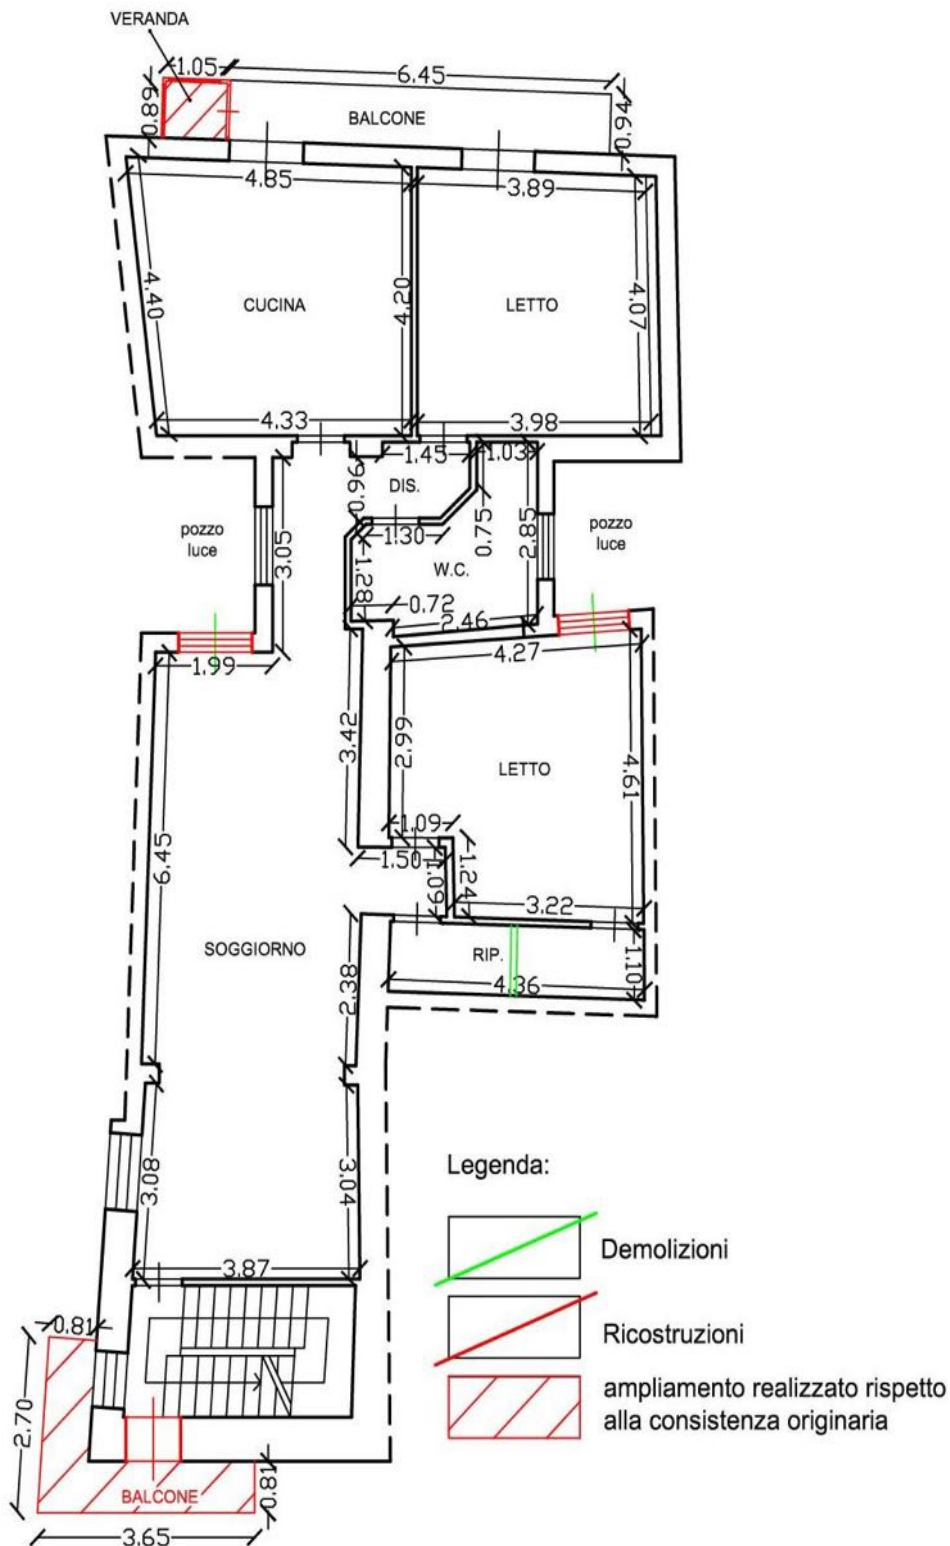 VERANDA
1.05
6.45
0.89
BALCONE
0.94
4.85
3.89
4.40
CUCINA
4.20
LETTO
4.07
4.33
3.98
1.45
1.03
0.96
DIS.
pozzo
luce
3.05
1.30
0.75
2.85
pozzo
luce
W.C.
1.28
0.72
2.46
1.99
4.27
3.42
2.99
LETTO
4.61
6.45
1.09
1.50
1.09
1.24
3.22
SOGGIORNO
RIP.
1.10
2.38
4.36
3.08
3.04
3.87
0.81
2.70
BALCONE
0.81
3.65
Legenda:
Demolizioni
Ricostruzioni
ampliamento realizzato rispetto
alla consistenza originaria